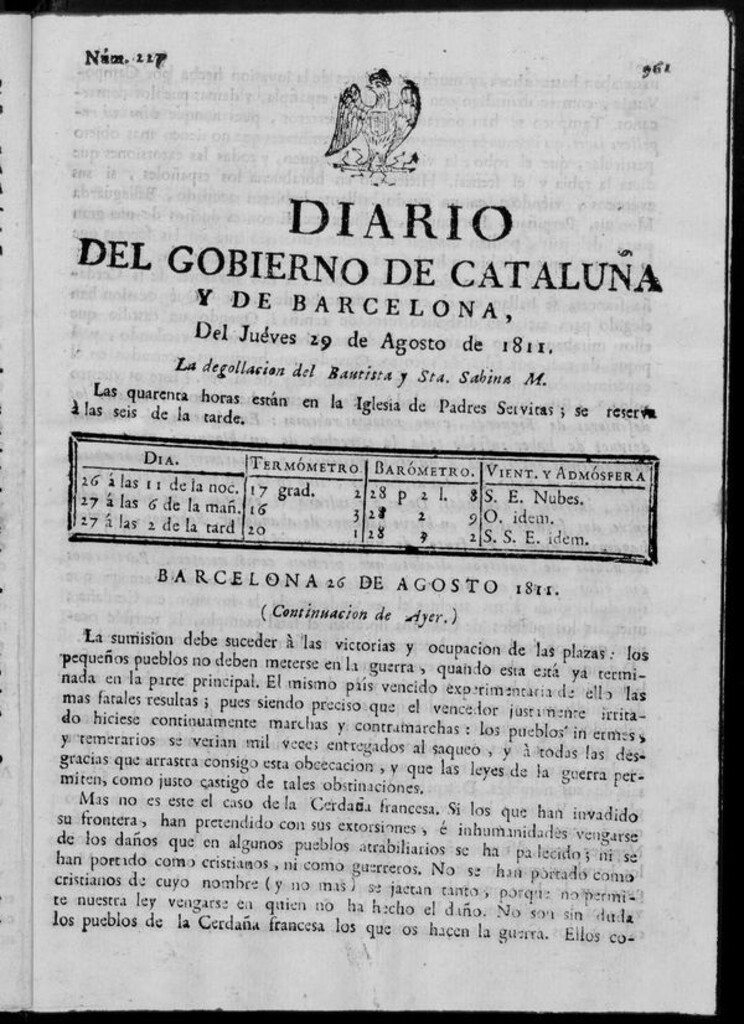 Núm. 227
961
DIARIO
DEL GOBIERNO DE CATALUÑA
Y DE BARCELONA,
Del Juéves 29 de Agosto de 1811.
La degollacion del Bautista y Sta. Sabina M.
Las quarenta horas están en la Iglesia de Padres Servitas; se reserva
á las seis de la tarde.
DIA. TERMÓMETRO BARÓMETRO. VIENT. Y ADMÓSFERA
26 á las 11 de la noc. 17 grad. 2 28 p 2 l. 8 S. E. Nubes.
27 á las 6 de la mañ. 16 3 28 2 9 O. idem.
27 á las 2 de la tard 20 1 28 2 S. S. E. idem.
BARCELONA 26 DE AGOSTO 1811.
(Continuacion de Ayer.)
La sumision debe suceder à las victorias y ocupacion de las plazas: los
pequeños pueblos no deben meterse en la guerra, quando esta está ya termi-
nada en la parte principal. El mismo país vencido experimentaria de ello las
mas fatales resultas; pues siendo preciso que el vencedor justamente irrita-
do hiciese continuamente marchas y contramarchas: los pueblos inermes,
y temerarios se verian mil veces entregados al saqueo, y à todas las des-
gracias que arrastra consigo esta obcecacion, y que las leyes de la guerra per-
miten, como justo castigo de tales obstinaciones.
Mas no es este el caso de la Cerdaña francesa. Si los que han invadido
su frontera, han pretendido con sus extorsiones, é inhumanidades vengarse
de los daños que en algunos pueblos atrabiliarios se ha palecido; ni se
han portado como cristianos, ni como guerreros. No se han portado como
cristianos de cuyo nombre (y no mas) se jactan tanto, porque no permi-
te nuestra ley vengarse en quien no ha hecho el daño. No son sin duda
los pueblos de la Cerdaña francesa los que os hacen la guerra. Ellos co-